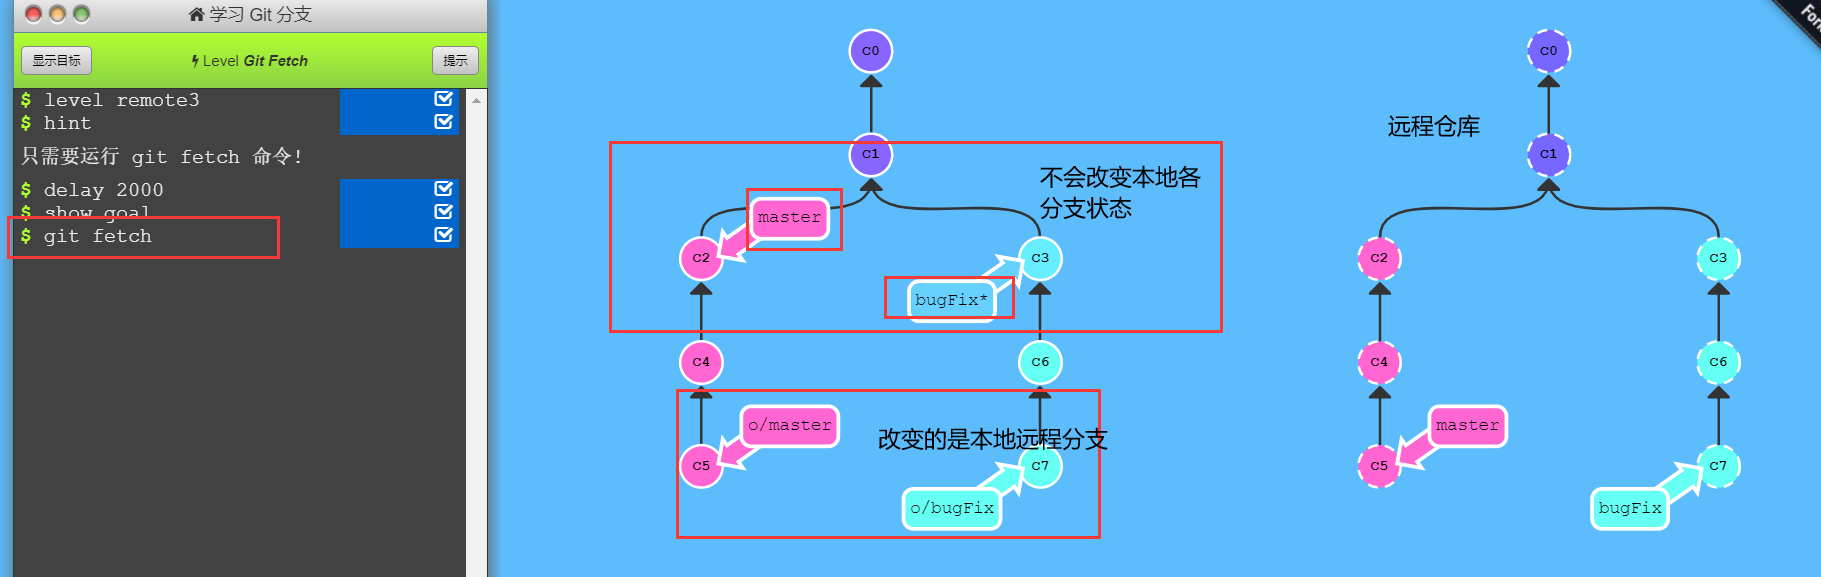 学习 Git 分支
显示目标
Level Git Fetch
提示
$ level remote3
$ hint
只需要运行 git fetch 命令!
$ delay 2000
$ show goal
$ git fetch
C0
C1
不会改变本地各
分支状态
master
C2
C3
bugFix*
C4
C6
o/master
改变的是本地远程分支
C5
C7
o/bugFix
C0
远程仓库
C1
C2
C3
C4
C6
master
C5
C7
bugFix